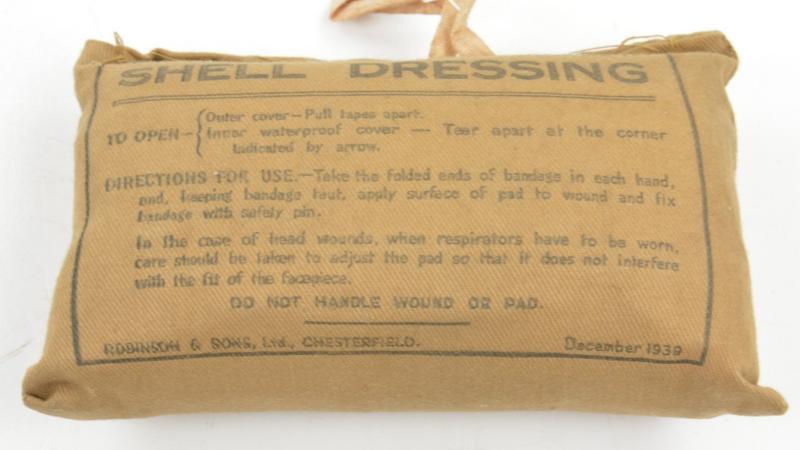 SHELL DRESSING
TO OPEN— Outer cover—Pull tapes apart.
Inner waterproof cover — Tear apart at the corner
indicated by arrow.
DIRECTIONS FOR USE.—Take the folded ends of bandage in each hand,
and, keeping bandage taut, apply surface of pad to wound and fix
bandage with safety pin.
In the case of head wounds, when respirators have to be worn,
care should be taken to adjust the pad so that it does not interfere
with the fit of the facepiece.
DO NOT HANDLE WOUND OR PAD.
ROBINSON & SONS, Ltd., CHESTERFIELD. December 1939